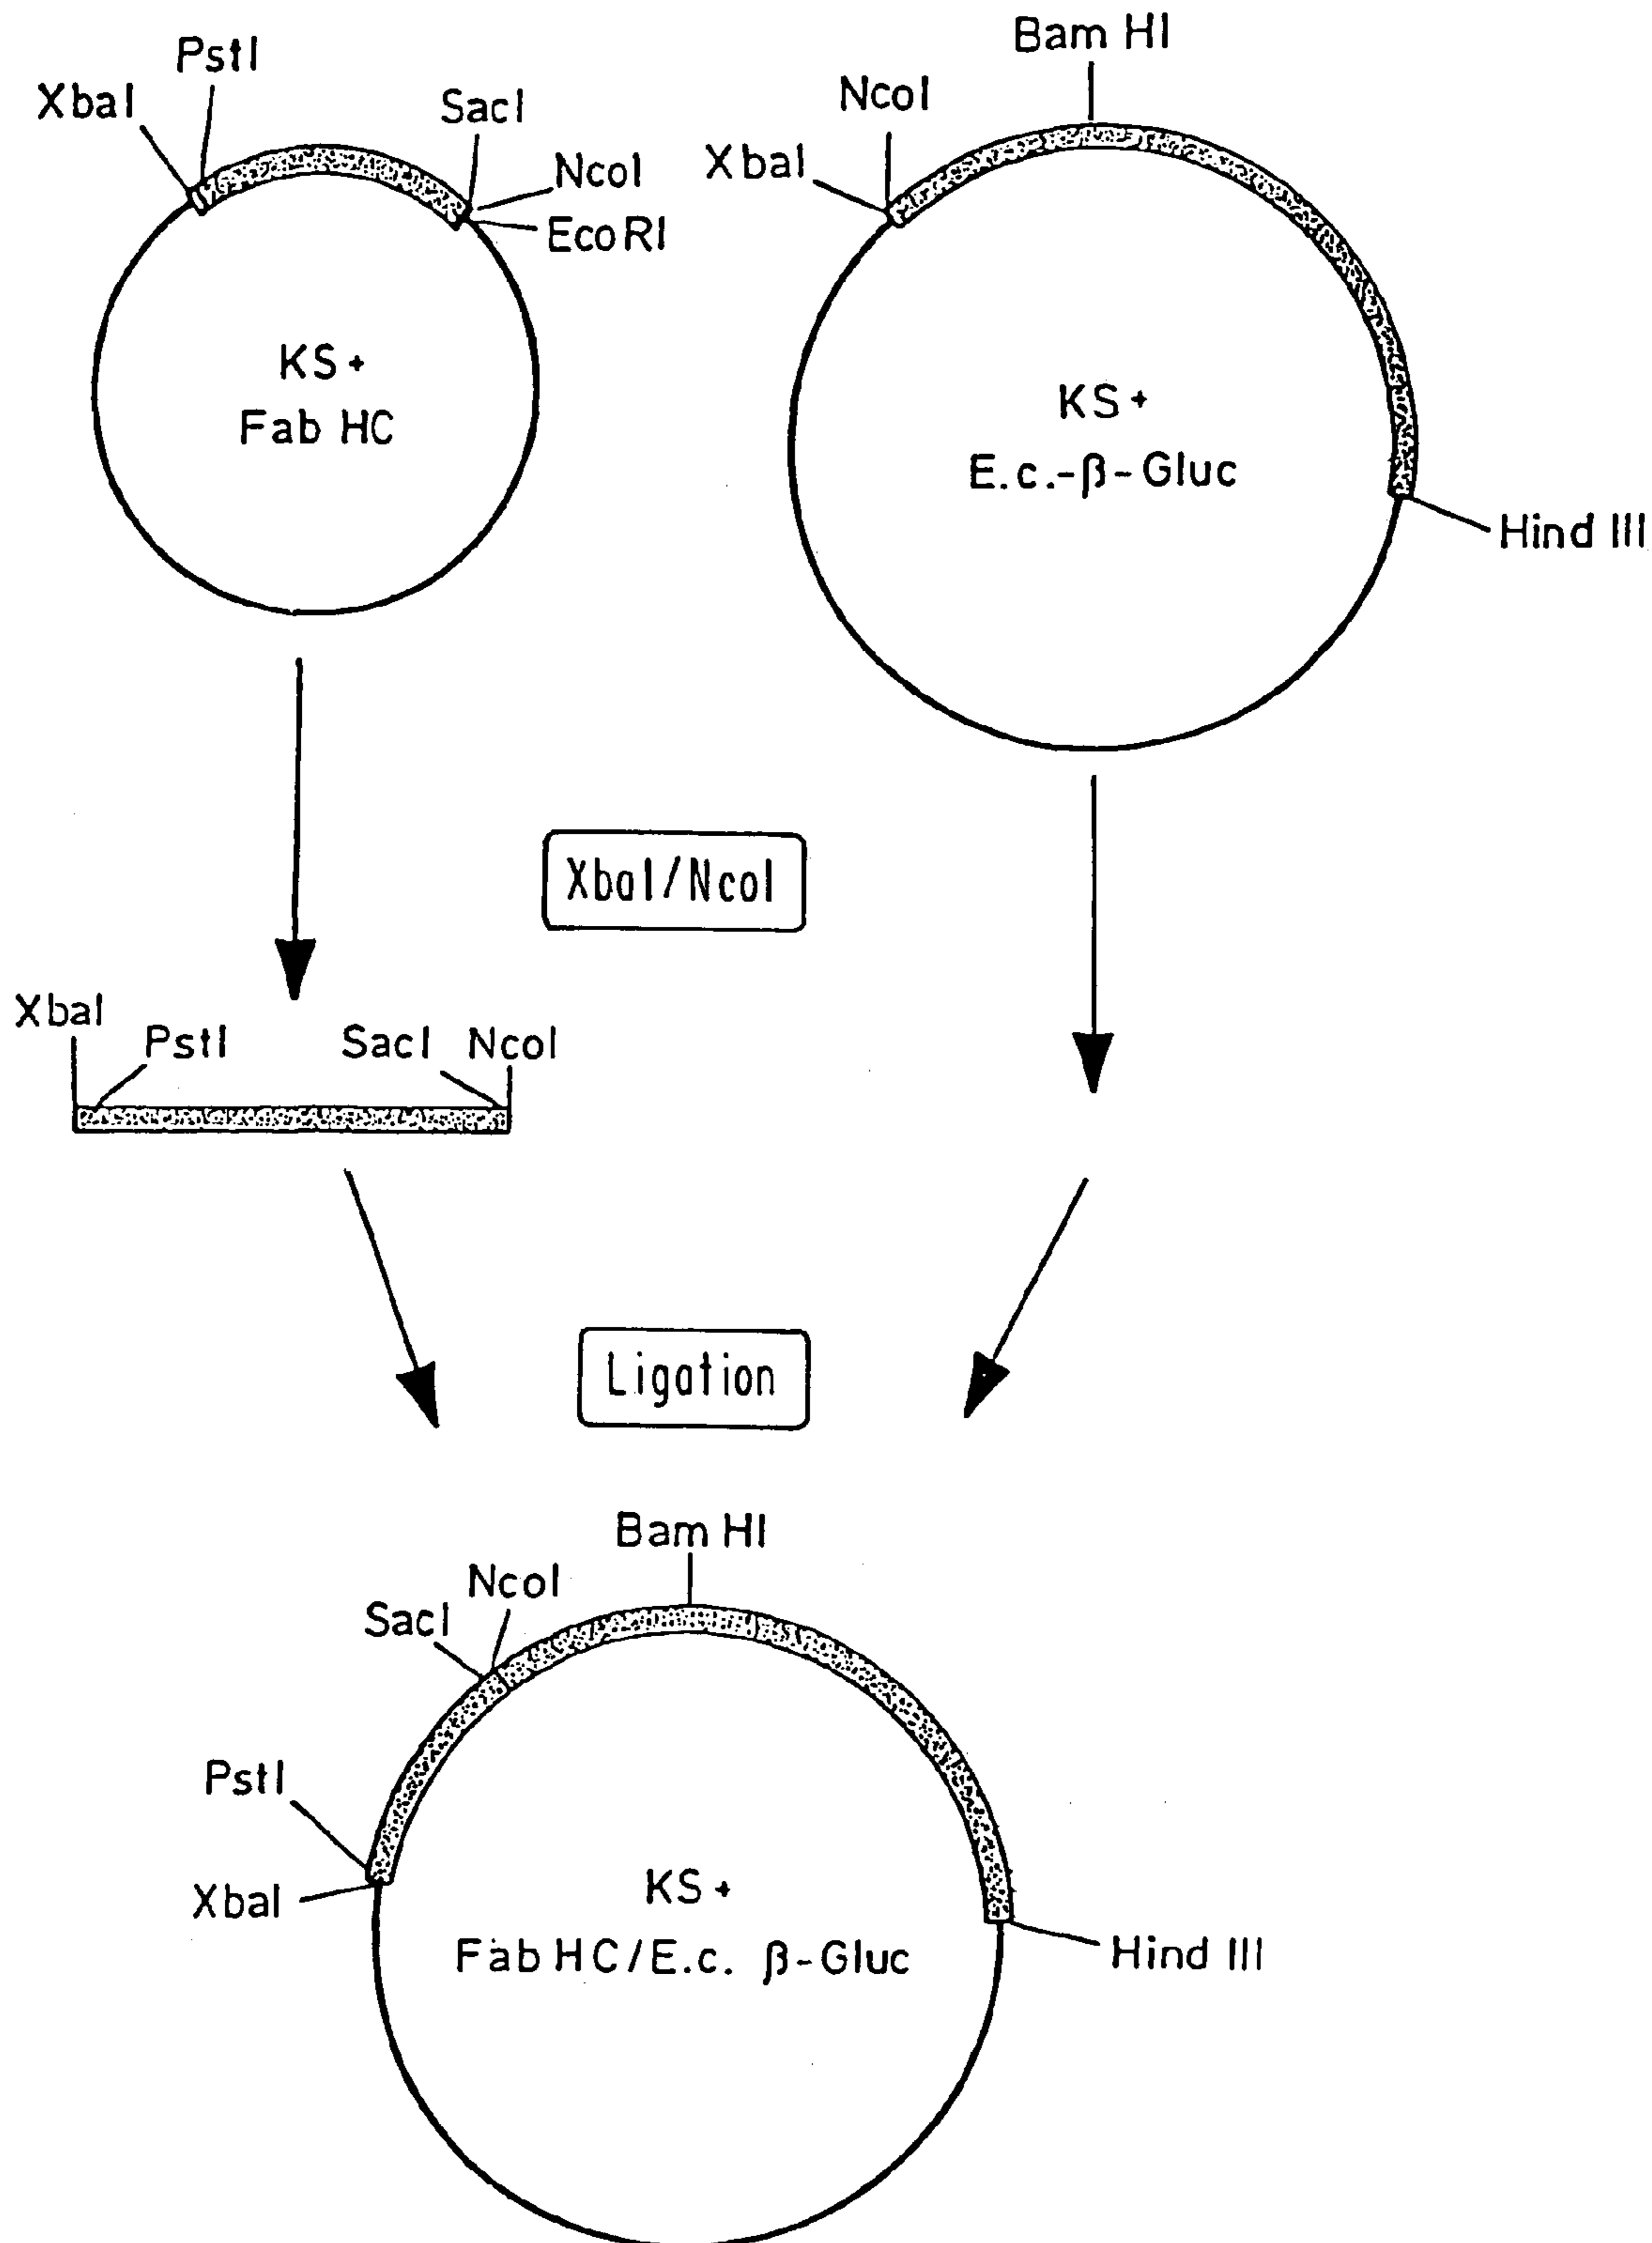 PstI
XbaI
SacI
NcoI
EcoRI
KS+
Fab HC
Bam HI
NcoI
XbaI
KS+
E.c.-β-Gluc
Hind III
XbaI/NcoI
XbaI
PstI
SacI
NcoI
Ligation
Bam HI
NcoI
SacI
PstI
XbaI
KS+
Fab HC/E.c. β-Gluc
Hind III